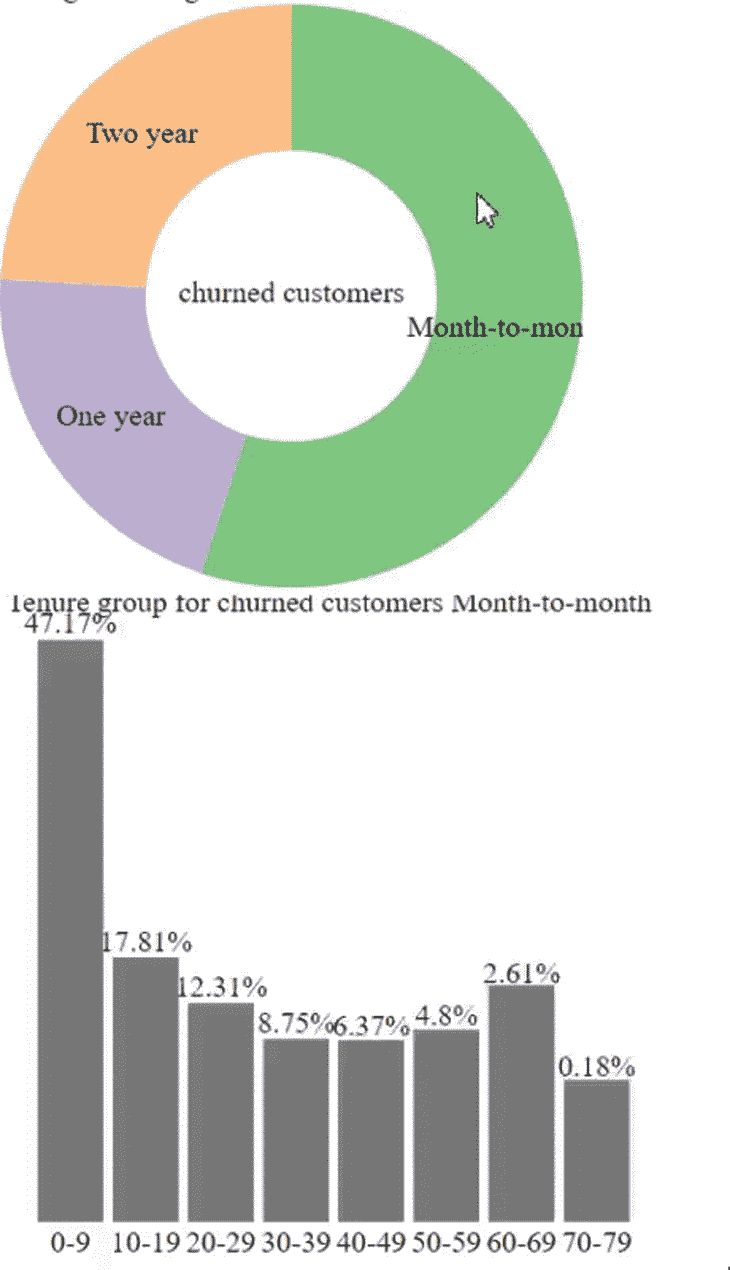 Two year
churned customers
Month-to-mon
One year
Tenure group for churned customers Month-to-month
47.17%
17.81%
12.31%
8.75%
6.37%
4.8%
2.61%
0.18%
0-9 10-19 20-29 30-39 40-49 50-59 60-69 70-79